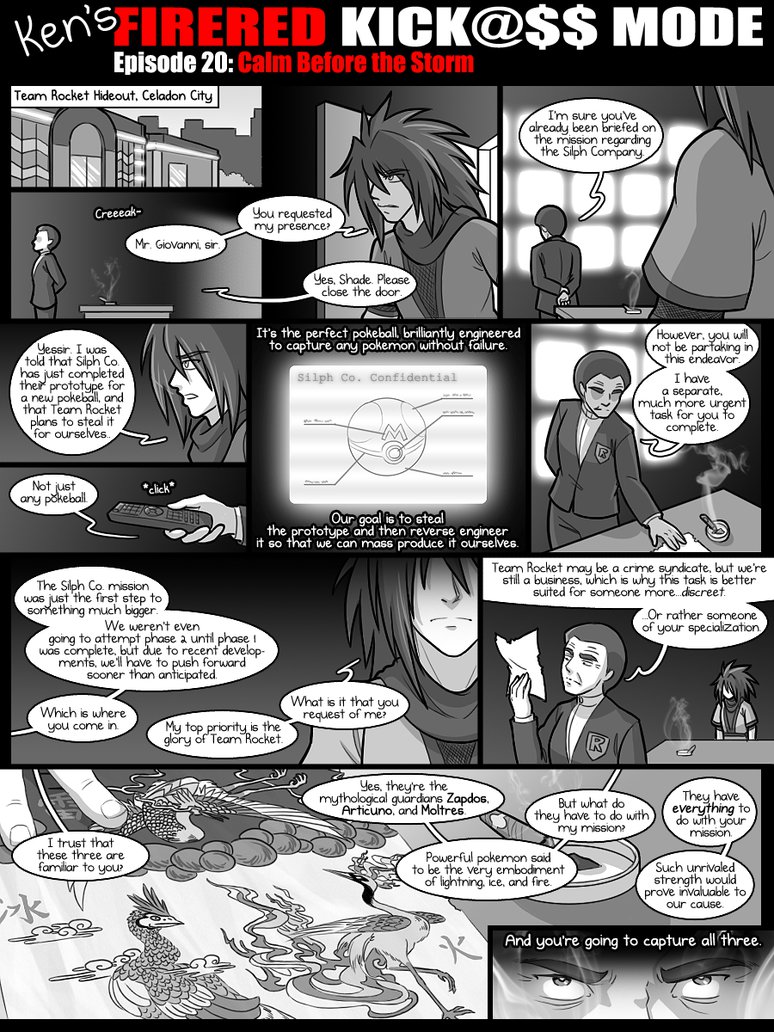 Ken's FIRERED KICK@$$ MODE
Episode 20: Calm Before the Storm
Team Rocket Hideout, Celadon City
Creeeak-
Mr. Giovanni, sir.
You requested
my presence?
Yes, Shade. Please
close the door.
I'm sure you've
already been briefed on
the mission regarding
the Silph Company.
Yessir. I was
told that Silph Co.
has just completed
their prototype for
a new pokeball, and
that Team Rocket
plans to steal it
for ourselves..
Not just
any pokeball.
*click*
It's the perfect pokeball, brilliantly engineered
to capture any pokemon without failure.
Silph Co. Confidential
M
Our goal is to steal
the prototype and then reverse engineer
it so that we can mass produce it ourselves.
However, you will
not be partaking in
this endeavor.
I have
a separate,
much more urgent
task for you to
complete.
R
The Silph Co. mission
was just the first step to
something much bigger.
We weren't even
going to attempt phase 2 until phase 1
was complete, but due to recent develop-
ments, we'll have to push forward
sooner than anticipated.
Which is where
you come in.
What is it that you
request of me?
My top priority is the
glory of Team Rocket.
Team Rocket may be a crime syndicate, but we're
still a business, which is why this task is better
suited for someone more...discreet.
...Or rather someone
of your specialization.
R
I trust that
these three are
familiar to you?
Yes, they're the
mythological guardians Zapdos,
Articuno, and Moltres.
Powerful pokemon said
to be the very embodiment
of lightning, ice, and fire.
But what do
they have to do with
my mission?
They have
everything to
do with your
mission.
Such unrivaled
strength would
prove invaluable to
our cause.
水
火
And you're going to capture all three.